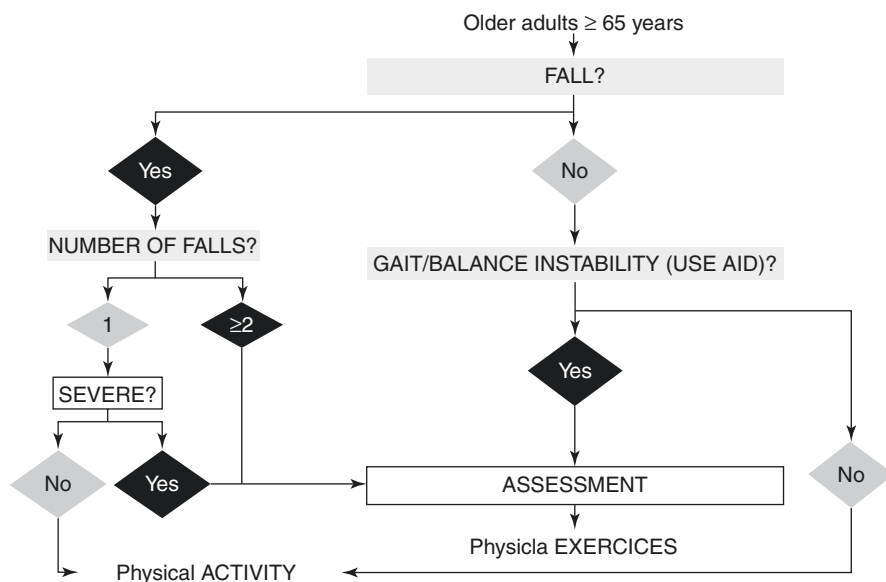 Older adults ≥ 65 years
FALL?
Yes
No
NUMBER OF FALLS?
GAIT/BALANCE INSTABILITY (USE AID)?
1
≥2
Yes
SEVERE?
No
Yes
ASSESSMENT
No
Physicla EXERCICES
Physical ACTIVITY